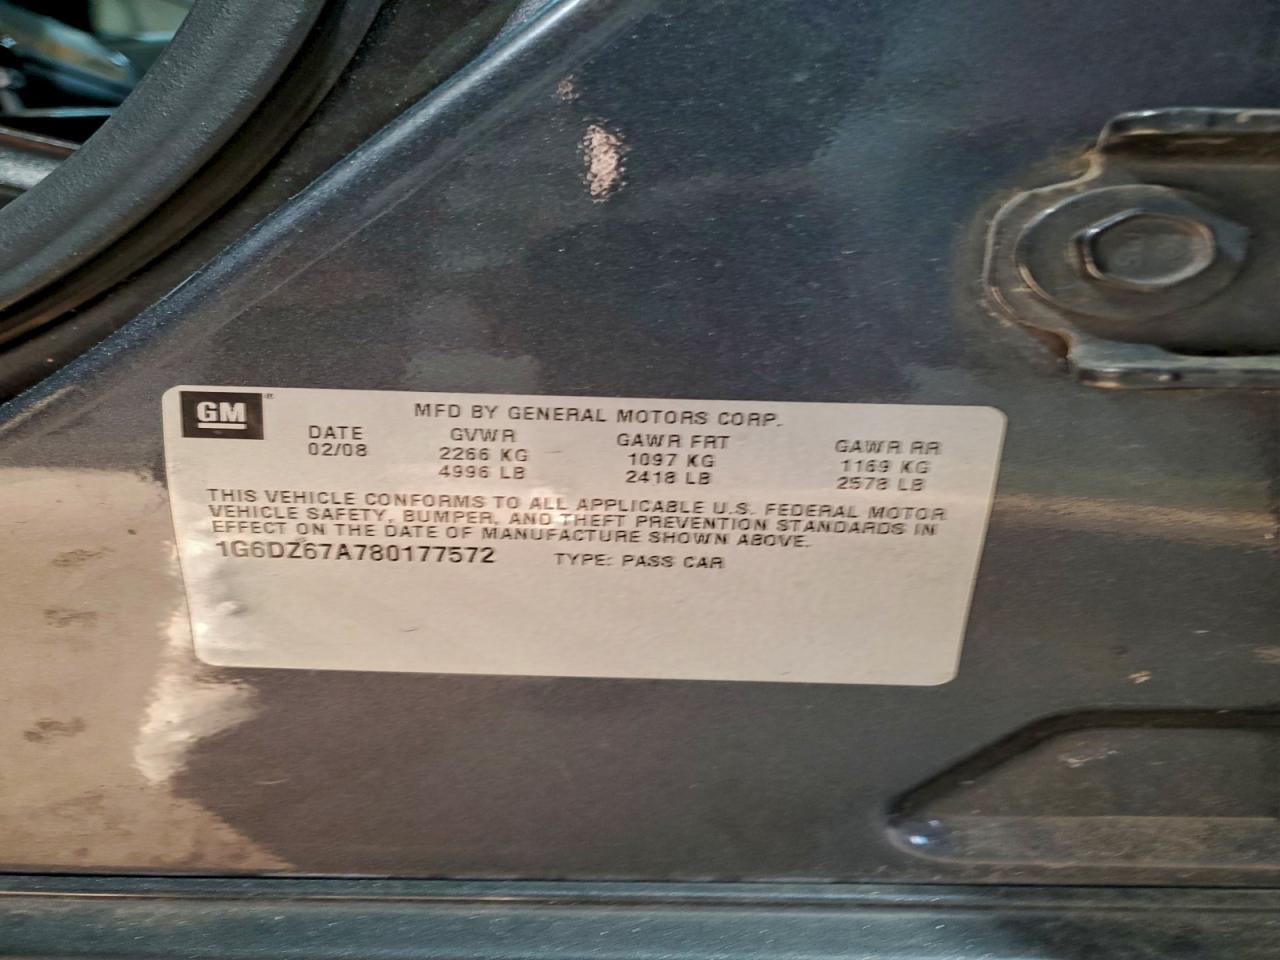 GM ®
MFD BY GENERAL MOTORS CORP.
DATE GVWR GAWR FRT GAWR RR
02/08 2266 KG 1097 KG 1169 KG
4996 LB 2418 LB 2578 LB
THIS VEHICLE CONFORMS TO ALL APPLICABLE U.S. FEDERAL MOTOR
VEHICLE SAFETY, BUMPER, AND THEFT PREVENTION STANDARDS IN
EFFECT ON THE DATE OF MANUFACTURE SHOWN ABOVE.
1G6DZ67A780177572 TYPE: PASS CAR